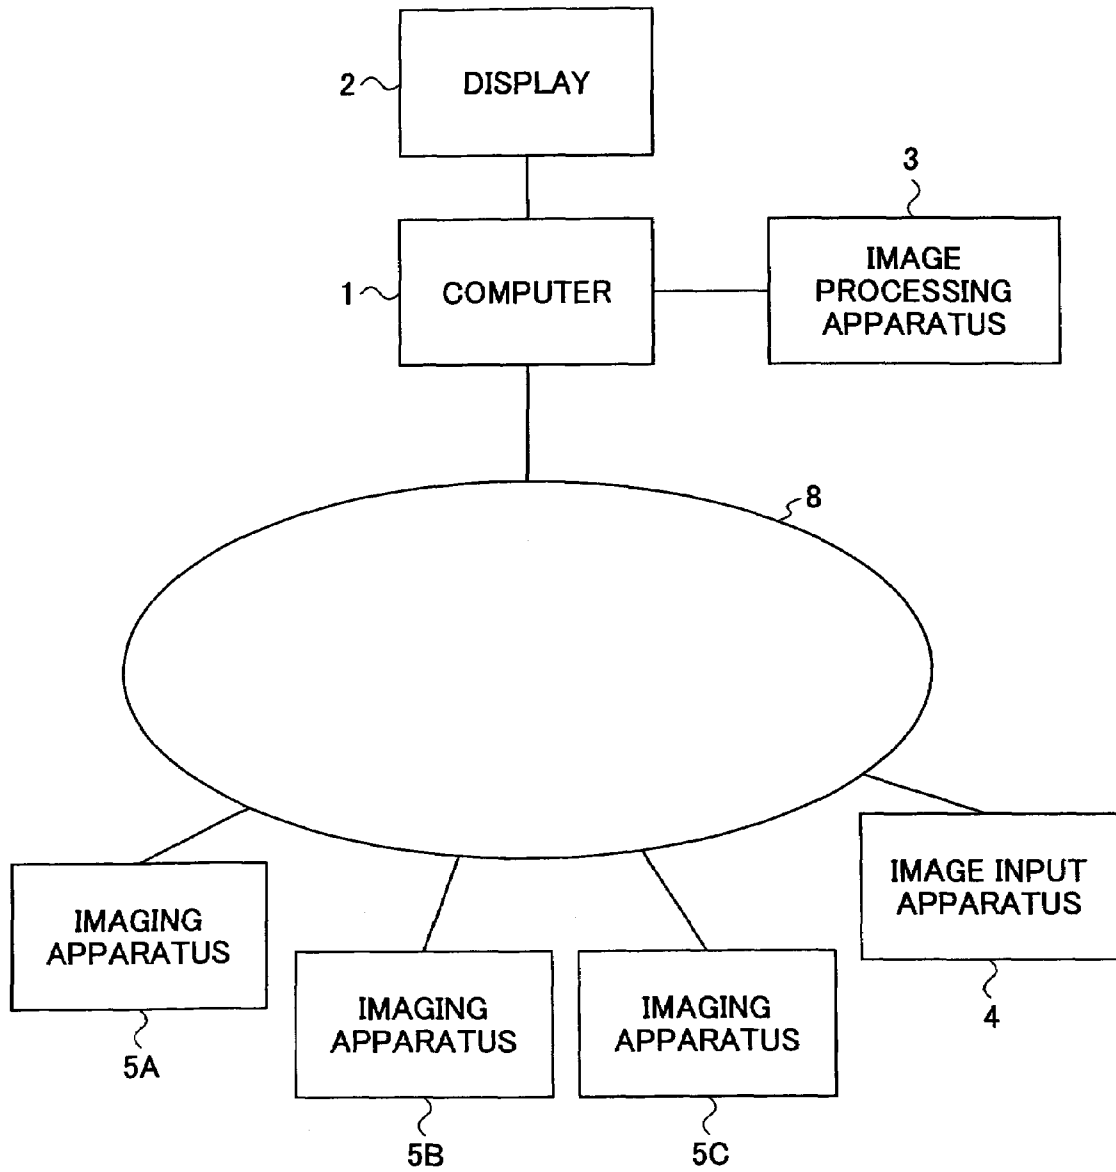 2
DISPLAY
3
1
COMPUTER
IMAGE
PROCESSING
APPARATUS
8
IMAGING
APPARATUS
5A
IMAGING
APPARATUS
5B
IMAGING
APPARATUS
5C
IMAGE INPUT
APPARATUS
4